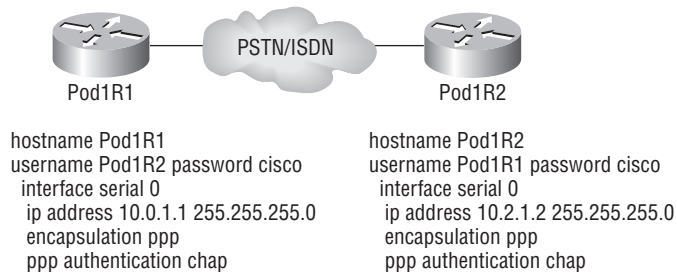 PSTN/ISDN
Pod1R1
Pod1R2
hostname Pod1R1
username Pod1R2 password cisco
interface serial 0
ip address 10.0.1.1 255.255.255.0
encapsulation ppp
ppp authentication chap
hostname Pod1R2
username Pod1R1 password cisco
interface serial 0
ip address 10.2.1.2 255.255.255.0
encapsulation ppp
ppp authentication chap